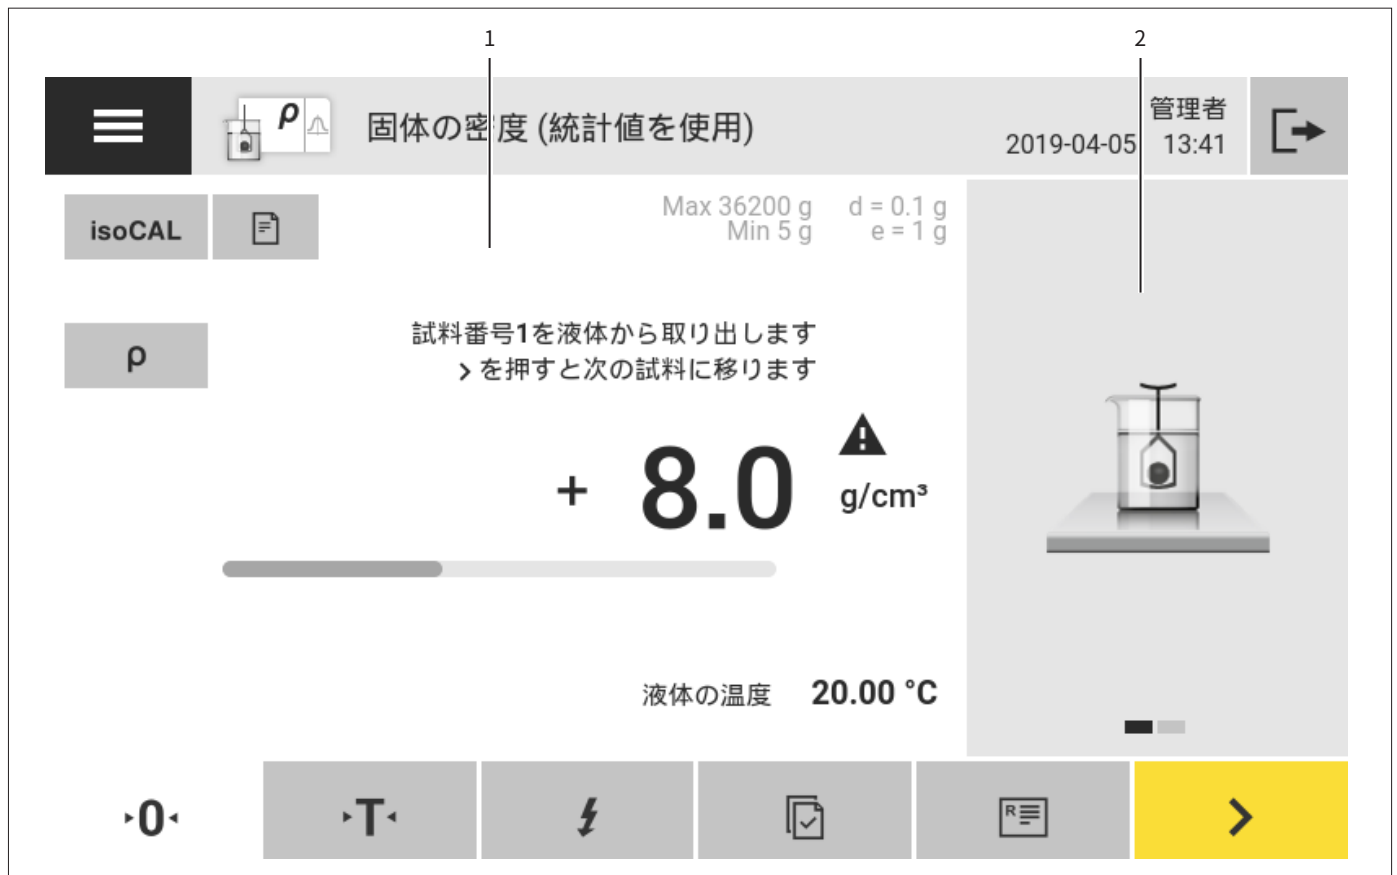 1
2
ρ
固体の密度 (統計値を使用)
管理者
2019-04-05 13:41
isoCAL
Max 36200 g d = 0.1 g
Min 5 g e = 1 g
試料番号1を液体から取り出します
> を押すと次の試料に移ります
ρ
+ 8.0 g/cm³
液体の温度 20.00 °C
0
T
R
>